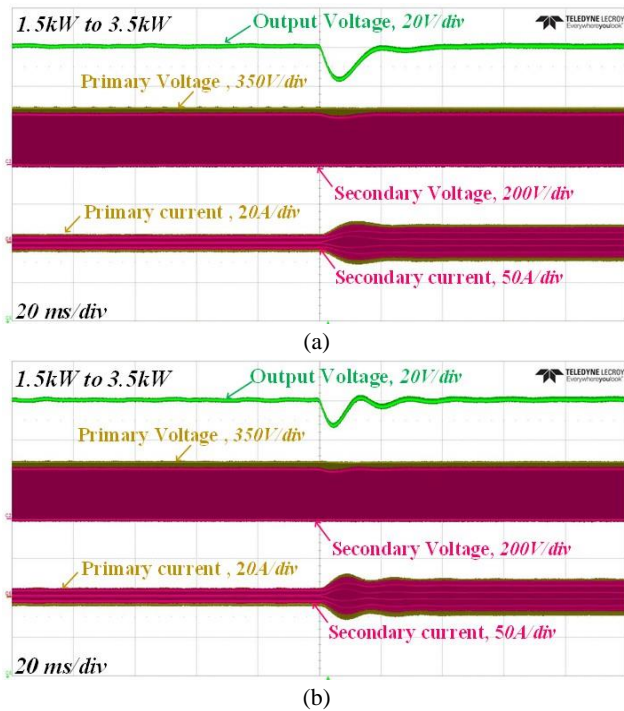 1.5kW to 3.5kW
Output Voltage, 20V/div
TELEDYNE LECROY
Everywhereyoulook
Primary Voltage , 350V/div
Secondary Voltage, 200V/div
Primary current , 20A/div
Secondary current, 50A/div
20 ms/div
(a)
1.5kW to 3.5kW
Output Voltage, 20V/div
TELEDYNE LECROY
Everywhereyoulook
Primary Voltage , 350V/div
Secondary Voltage, 200V/div
Primary current , 20A/div
Secondary current, 50A/div
20 ms/div
(b)